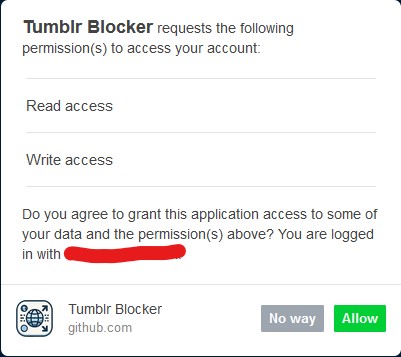 Tumblr Blocker requests the following
permission(s) to access your account:
Read access
Write access
Do you agree to grant this application access to some of
your data and the permission(s) above? You are logged
in with
Tumblr Blocker
github.com
No way
Allow